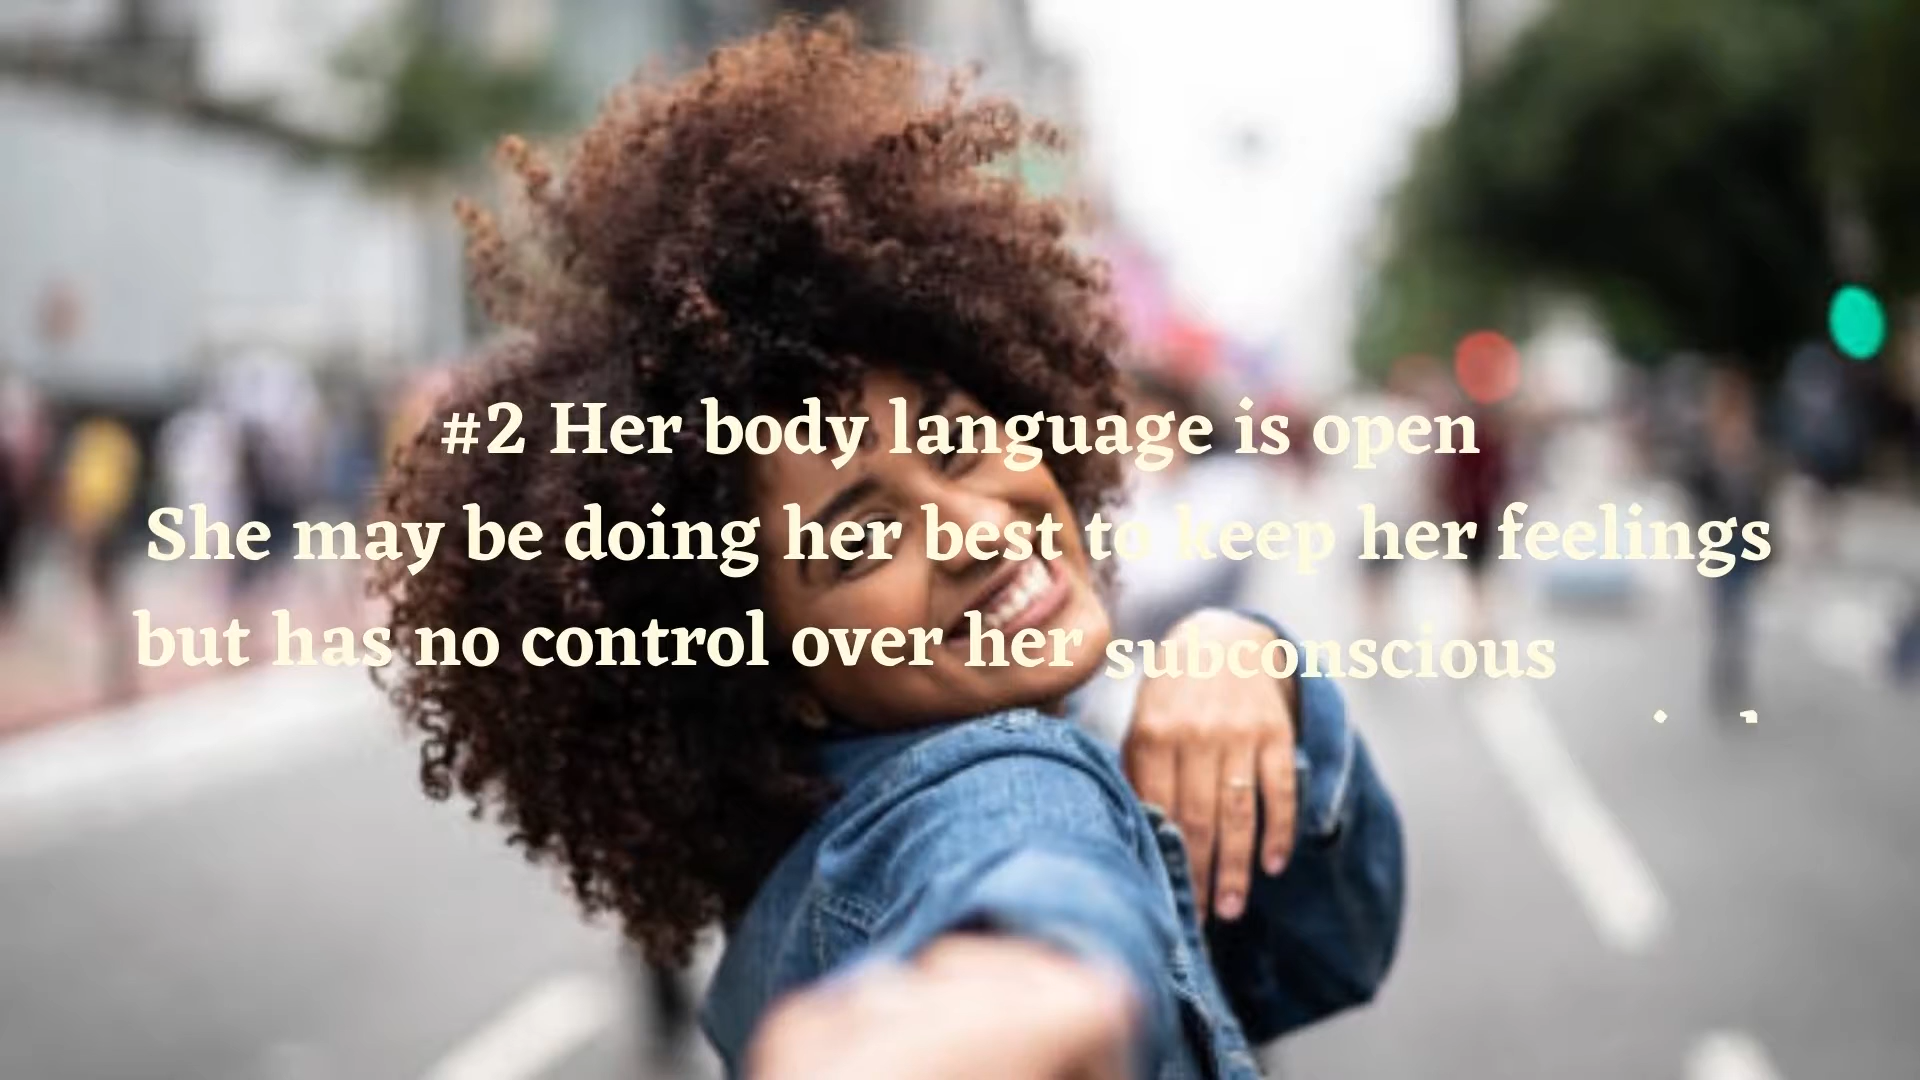 #2 Her body language is open
She may be doing her best to keep her feelings
but has no control over her subconscious